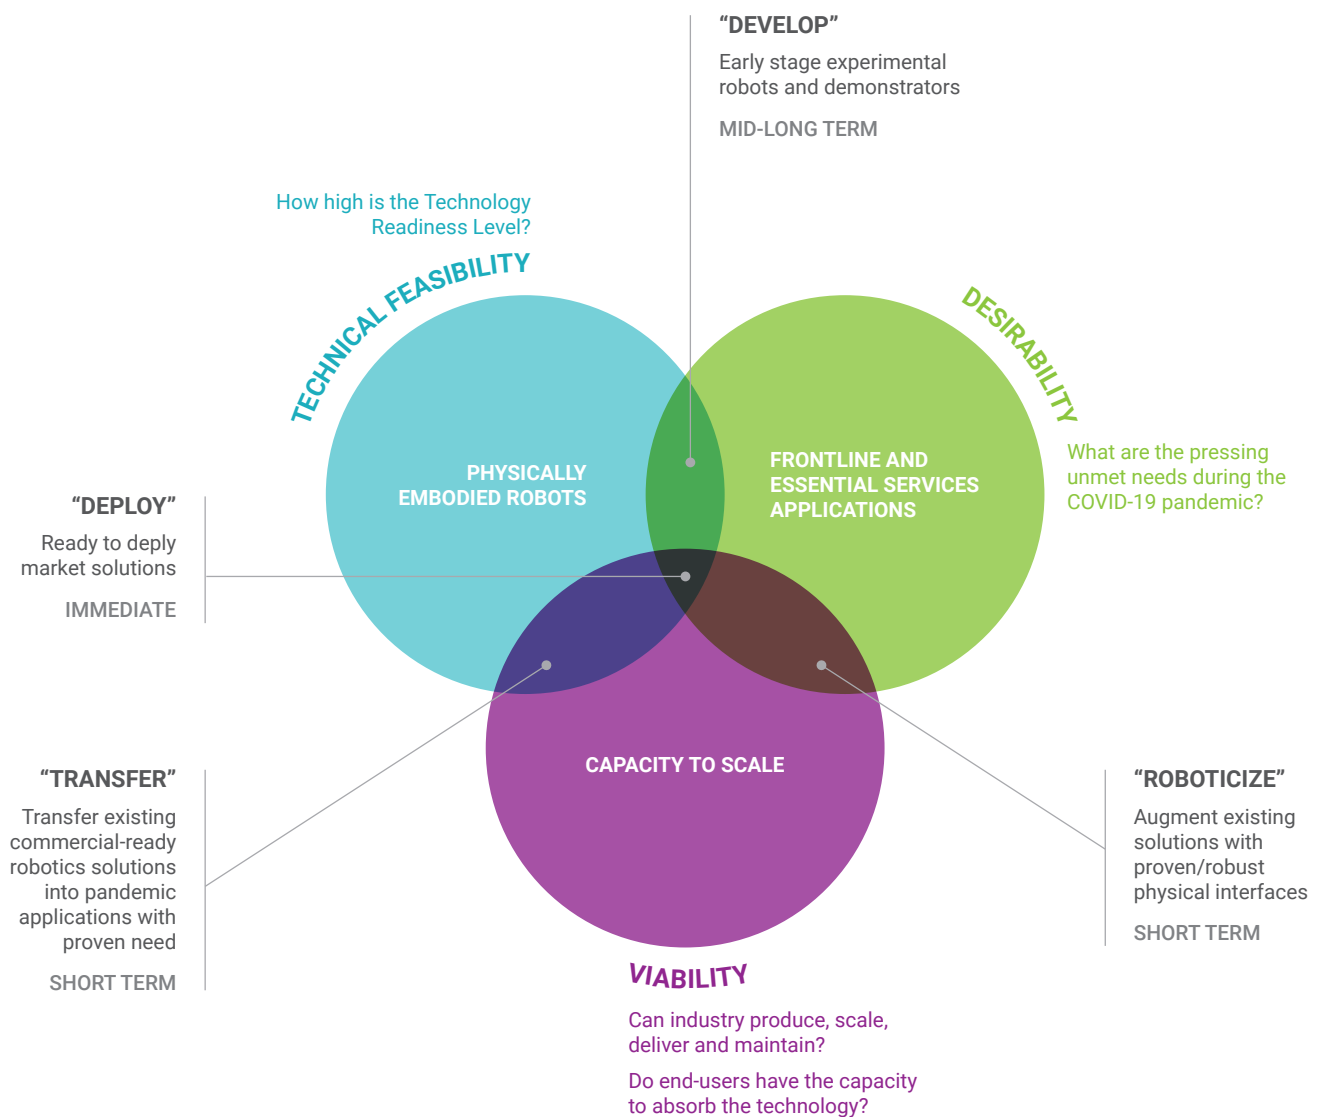 “DEVELOP”
Early stage experimental
robots and demonstrators
MID-LONG TERM
How high is the Technology
Readiness Level?
TECHNICAL FEASIBILITY
DESIRABILITY
What are the pressing
unmet needs during the
COVID-19 pandemic?
PHYSICALLY
EMBODIED ROBOTS
FRONTLINE AND
ESSENTIAL SERVICES
APPLICATIONS
“DEPLOY”
Ready to deply
market solutions
IMMEDIATE
CAPACITY TO SCALE
“TRANSFER”
Transfer existing
commercial-ready
robotics solutions
into pandemic
applications with
proven need
SHORT TERM
“ROBOTICIZE”
Augment existing
solutions with
proven/robust
physical interfaces
SHORT TERM
VIABILITY
Can industry produce, scale,
deliver and maintain?
Do end-users have the capacity
to absorb the technology?